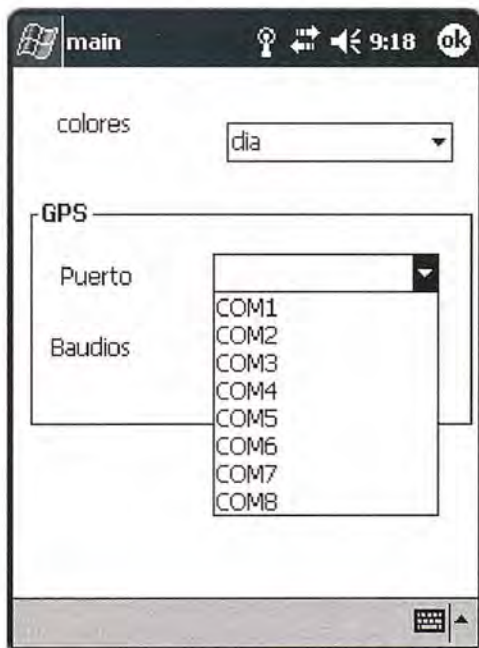 main 9:18 ok
colores
dia
GPS
Puerto
Baudios
COM1
COM2
COM3
COM4
COM5
COM6
COM7
COM8